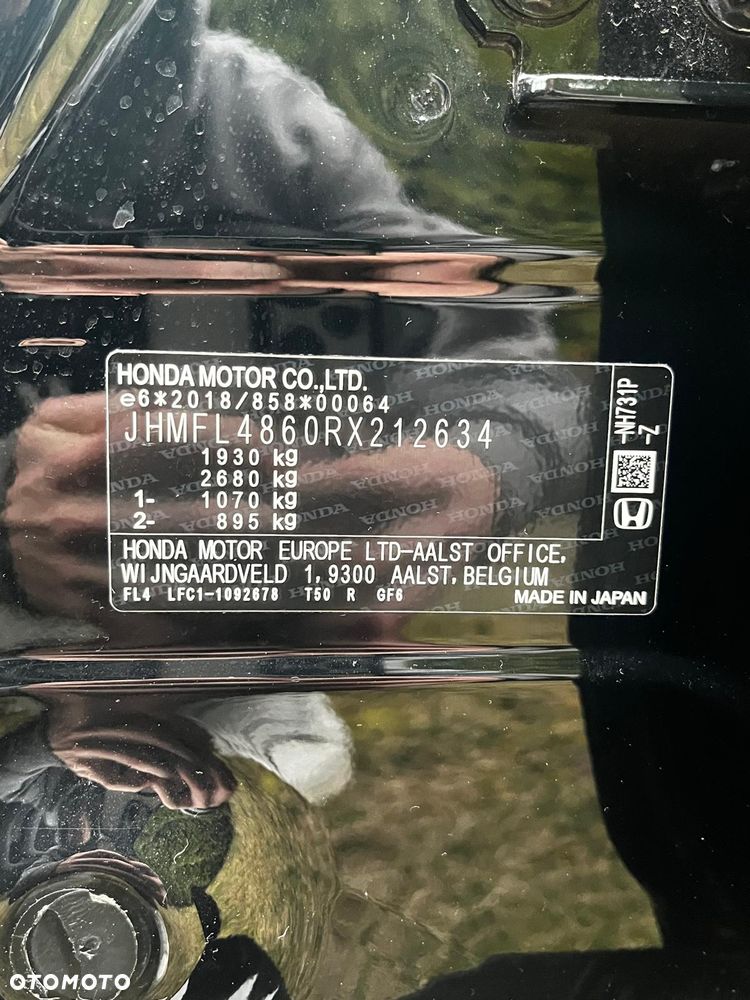 HONDA MOTOR CO.,LTD.
e6*2018/858*00064
JHMFL4860RX212634
1930 kg
2680 kg
1- 1070 kg
2- 895 kg
NH731P
-Z
HONDA MOTOR EUROPE LTD-AALST OFFICE,
WIJNGAARDVELD 1, 9300 AALST, BELGIUM
FL4 LFC1-1092678 T50 R GF6
MADE IN JAPAN
OTOMOTO